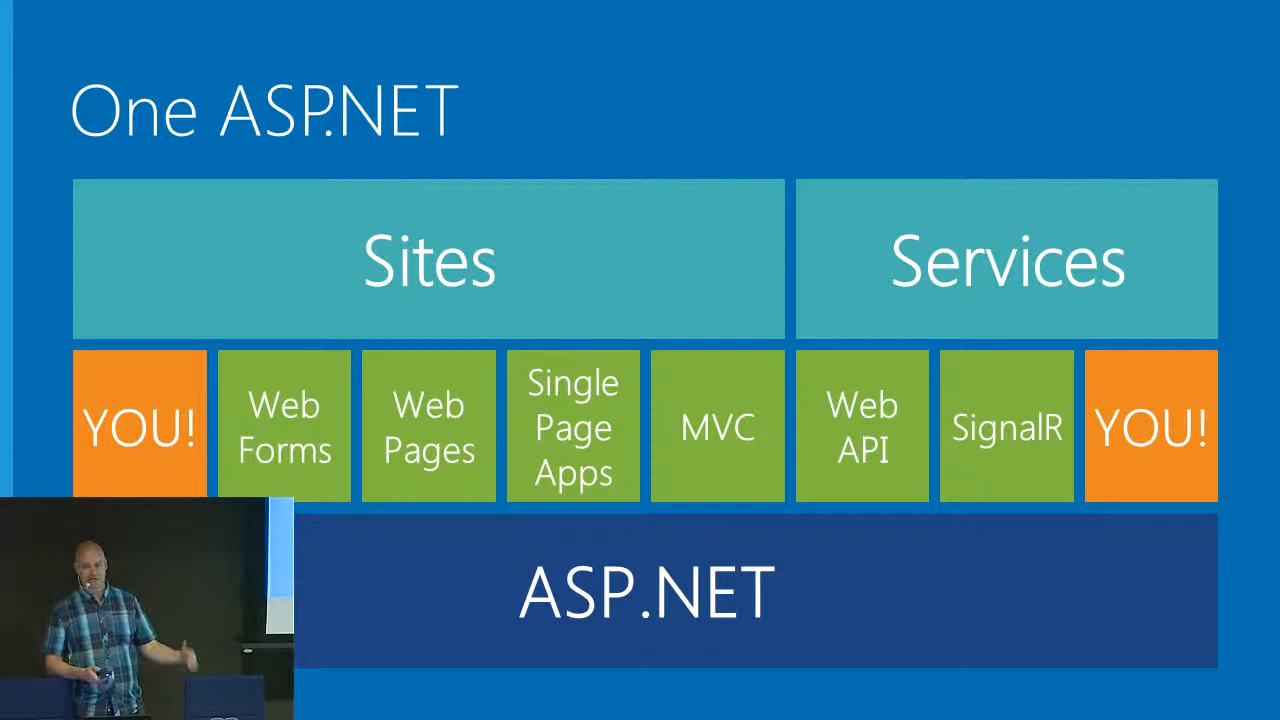 One ASP.NET
Sites
Services
YOU!
Web
Forms
Web
Pages
Single
Page
Apps
MVC
Web
API
SignalR
YOU!
ASP.NET